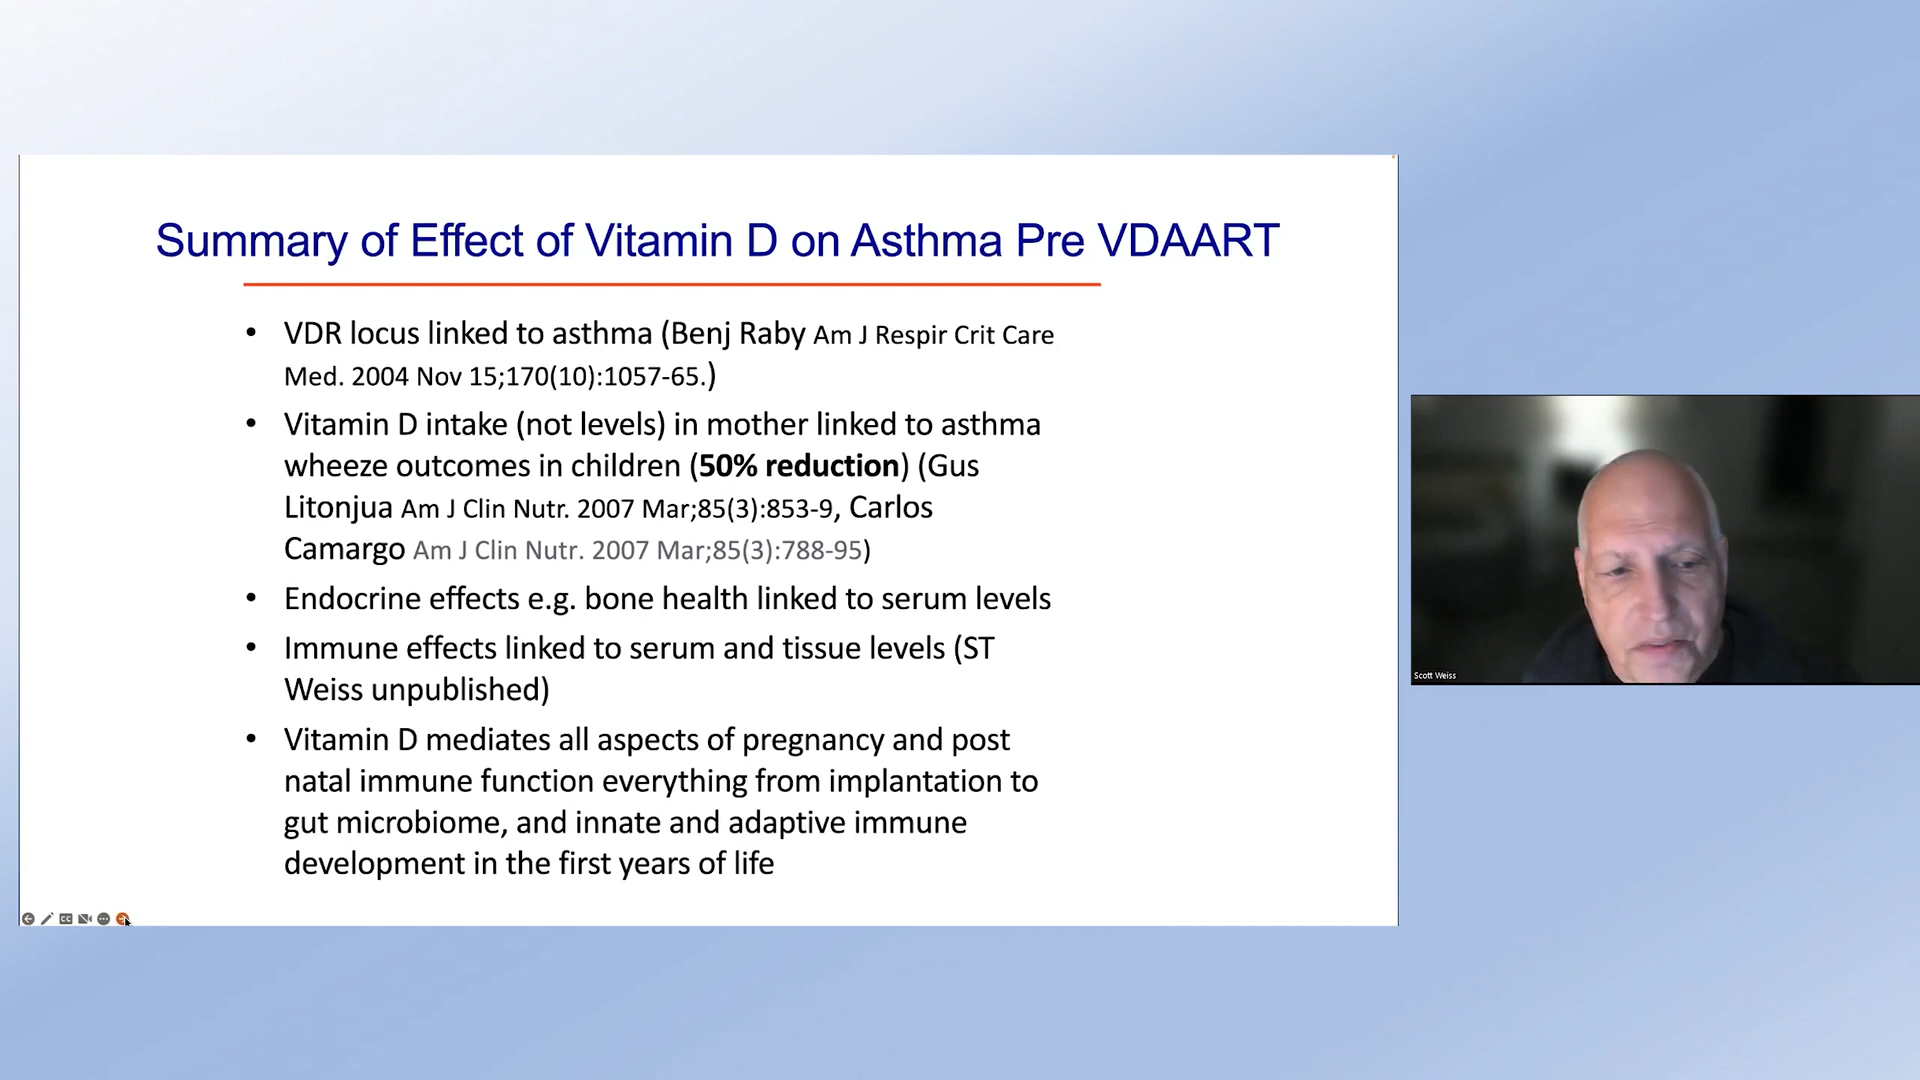 Summary of Effect of Vitamin D on Asthma Pre VDAART
• VDR locus linked to asthma (Benj Raby Am J Respir Crit Care
Med. 2004 Nov 15;170(10):1057-65.)
• Vitamin D intake (not levels) in mother linked to asthma
wheeze outcomes in children (50% reduction) (Gus
Litonjua Am J Clin Nutr. 2007 Mar;85(3):853-9, Carlos
Camargo Am J Clin Nutr. 2007 Mar;85(3):788-95)
• Endocrine effects e.g. bone health linked to serum levels
• Immune effects linked to serum and tissue levels (ST
Weiss unpublished)
• Vitamin D mediates all aspects of pregnancy and post
natal immune function everything from implantation to
gut microbiome, and innate and adaptive immune
development in the first years of life
CC
Scott Weiss